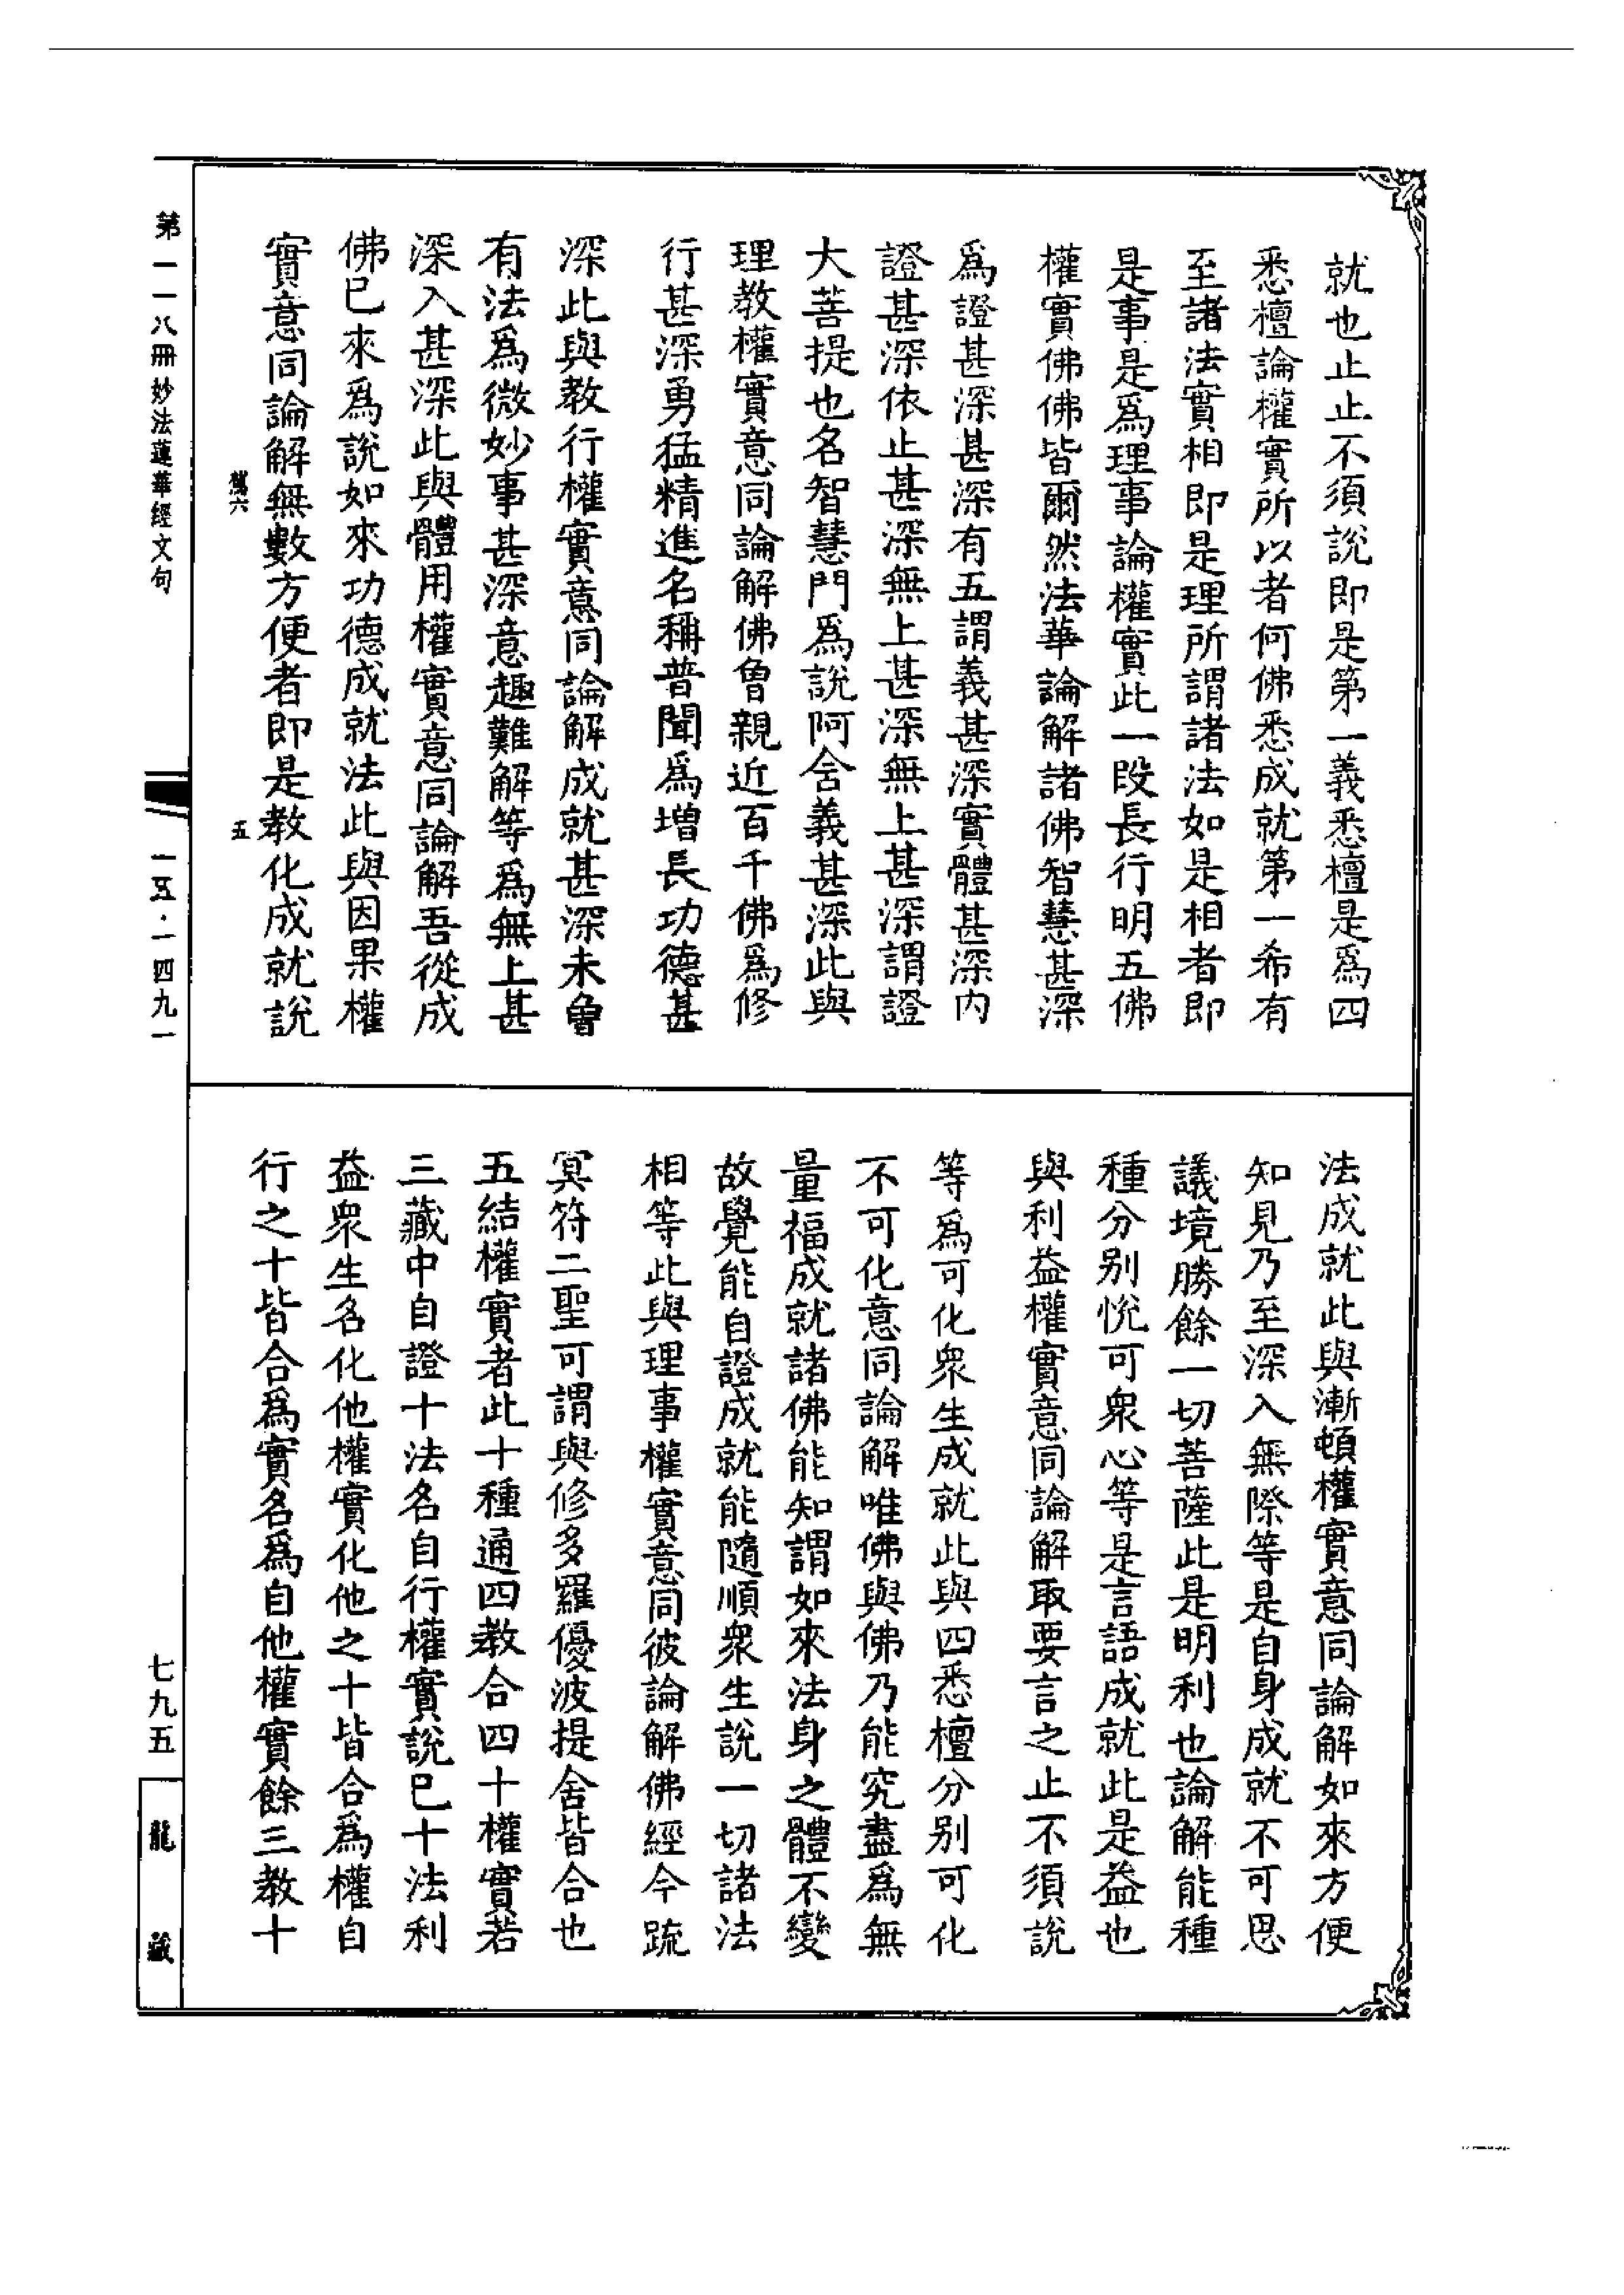 就也止止不須說即是第一義悉檀是爲四
悉檀論權實所以者何佛悉成就第一希有
至諸法實相即是理所謂諸法如是相者即
是事是爲理事論權實此一段長行明五佛
權實佛佛皆爾然法華論解諸佛智慧甚深
爲證甚深甚深有五謂義甚深實體甚深內
證甚深依止甚深無上甚深無上甚深謂證
大菩提也名智慧門爲說阿含義甚深此與
理教權實意同論解佛曾親近百千佛爲修
行甚深勇猛精進名稱普聞爲增長功德甚
深此與教行權實意同論解成就甚深未曾
有法爲微妙事甚深意趣難解等爲無上甚
深入甚深此與體用權實意同論解吾從成
佛已來爲說如來功德成就法此與因果權
實意同論解無數方便者即是教化成就說
法成就此與漸頓權實意同論解如來方便
知見乃至深入無際等是自身成就不可思
議境勝餘一切菩薩此是明利也論解能種
種分別悅可衆心等是言語成就此是益也
與利益權實意同論解取要言之止不須說
等爲可化衆生成就此與四悉檀分別可化
不可化意同論解唯佛與佛乃能究盡爲無
量福成就諸佛能知謂如來法身之體不變
故覺能自證成就能隨順衆生說一切諸法
相等此與理事權實意同彼論解佛經今疏
冥符二聖可謂與修多羅優波提舍皆合也
五結權實者此十種通四教合四十權實若
三藏中自證十法名自行權實說已十法利
益衆生名化他權實化他之十皆合爲權自
行之十皆合爲實名爲自他權實餘三教十
第一一八冊妙法蓮華經文句
六
五
一五·一四九一
七九五
龍藏